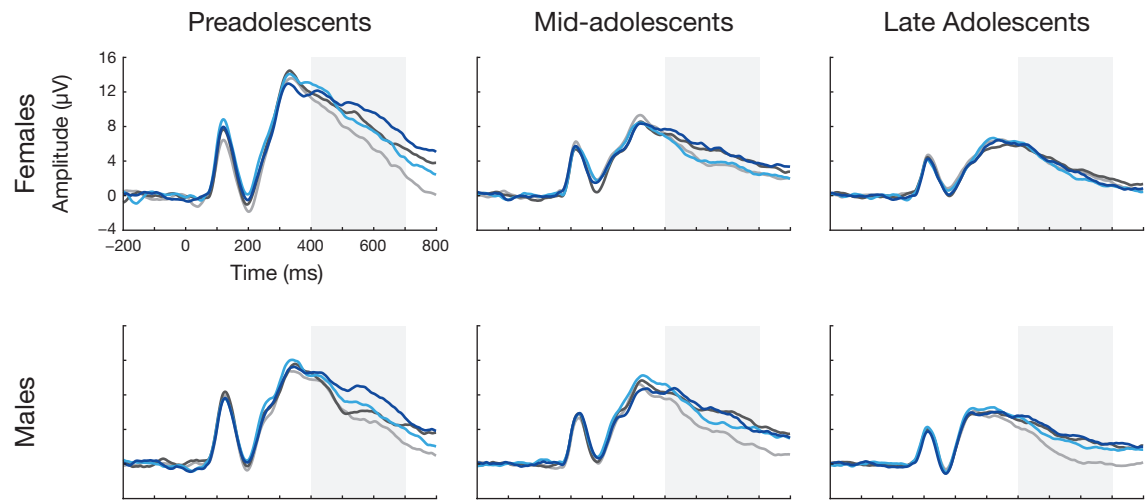 Preadolescents Mid-adolescents Late Adolescents
Females
Amplitude (μV)
16
12
8
4
0
−4
−200 0 200 400 600 800
Time (ms)
Males